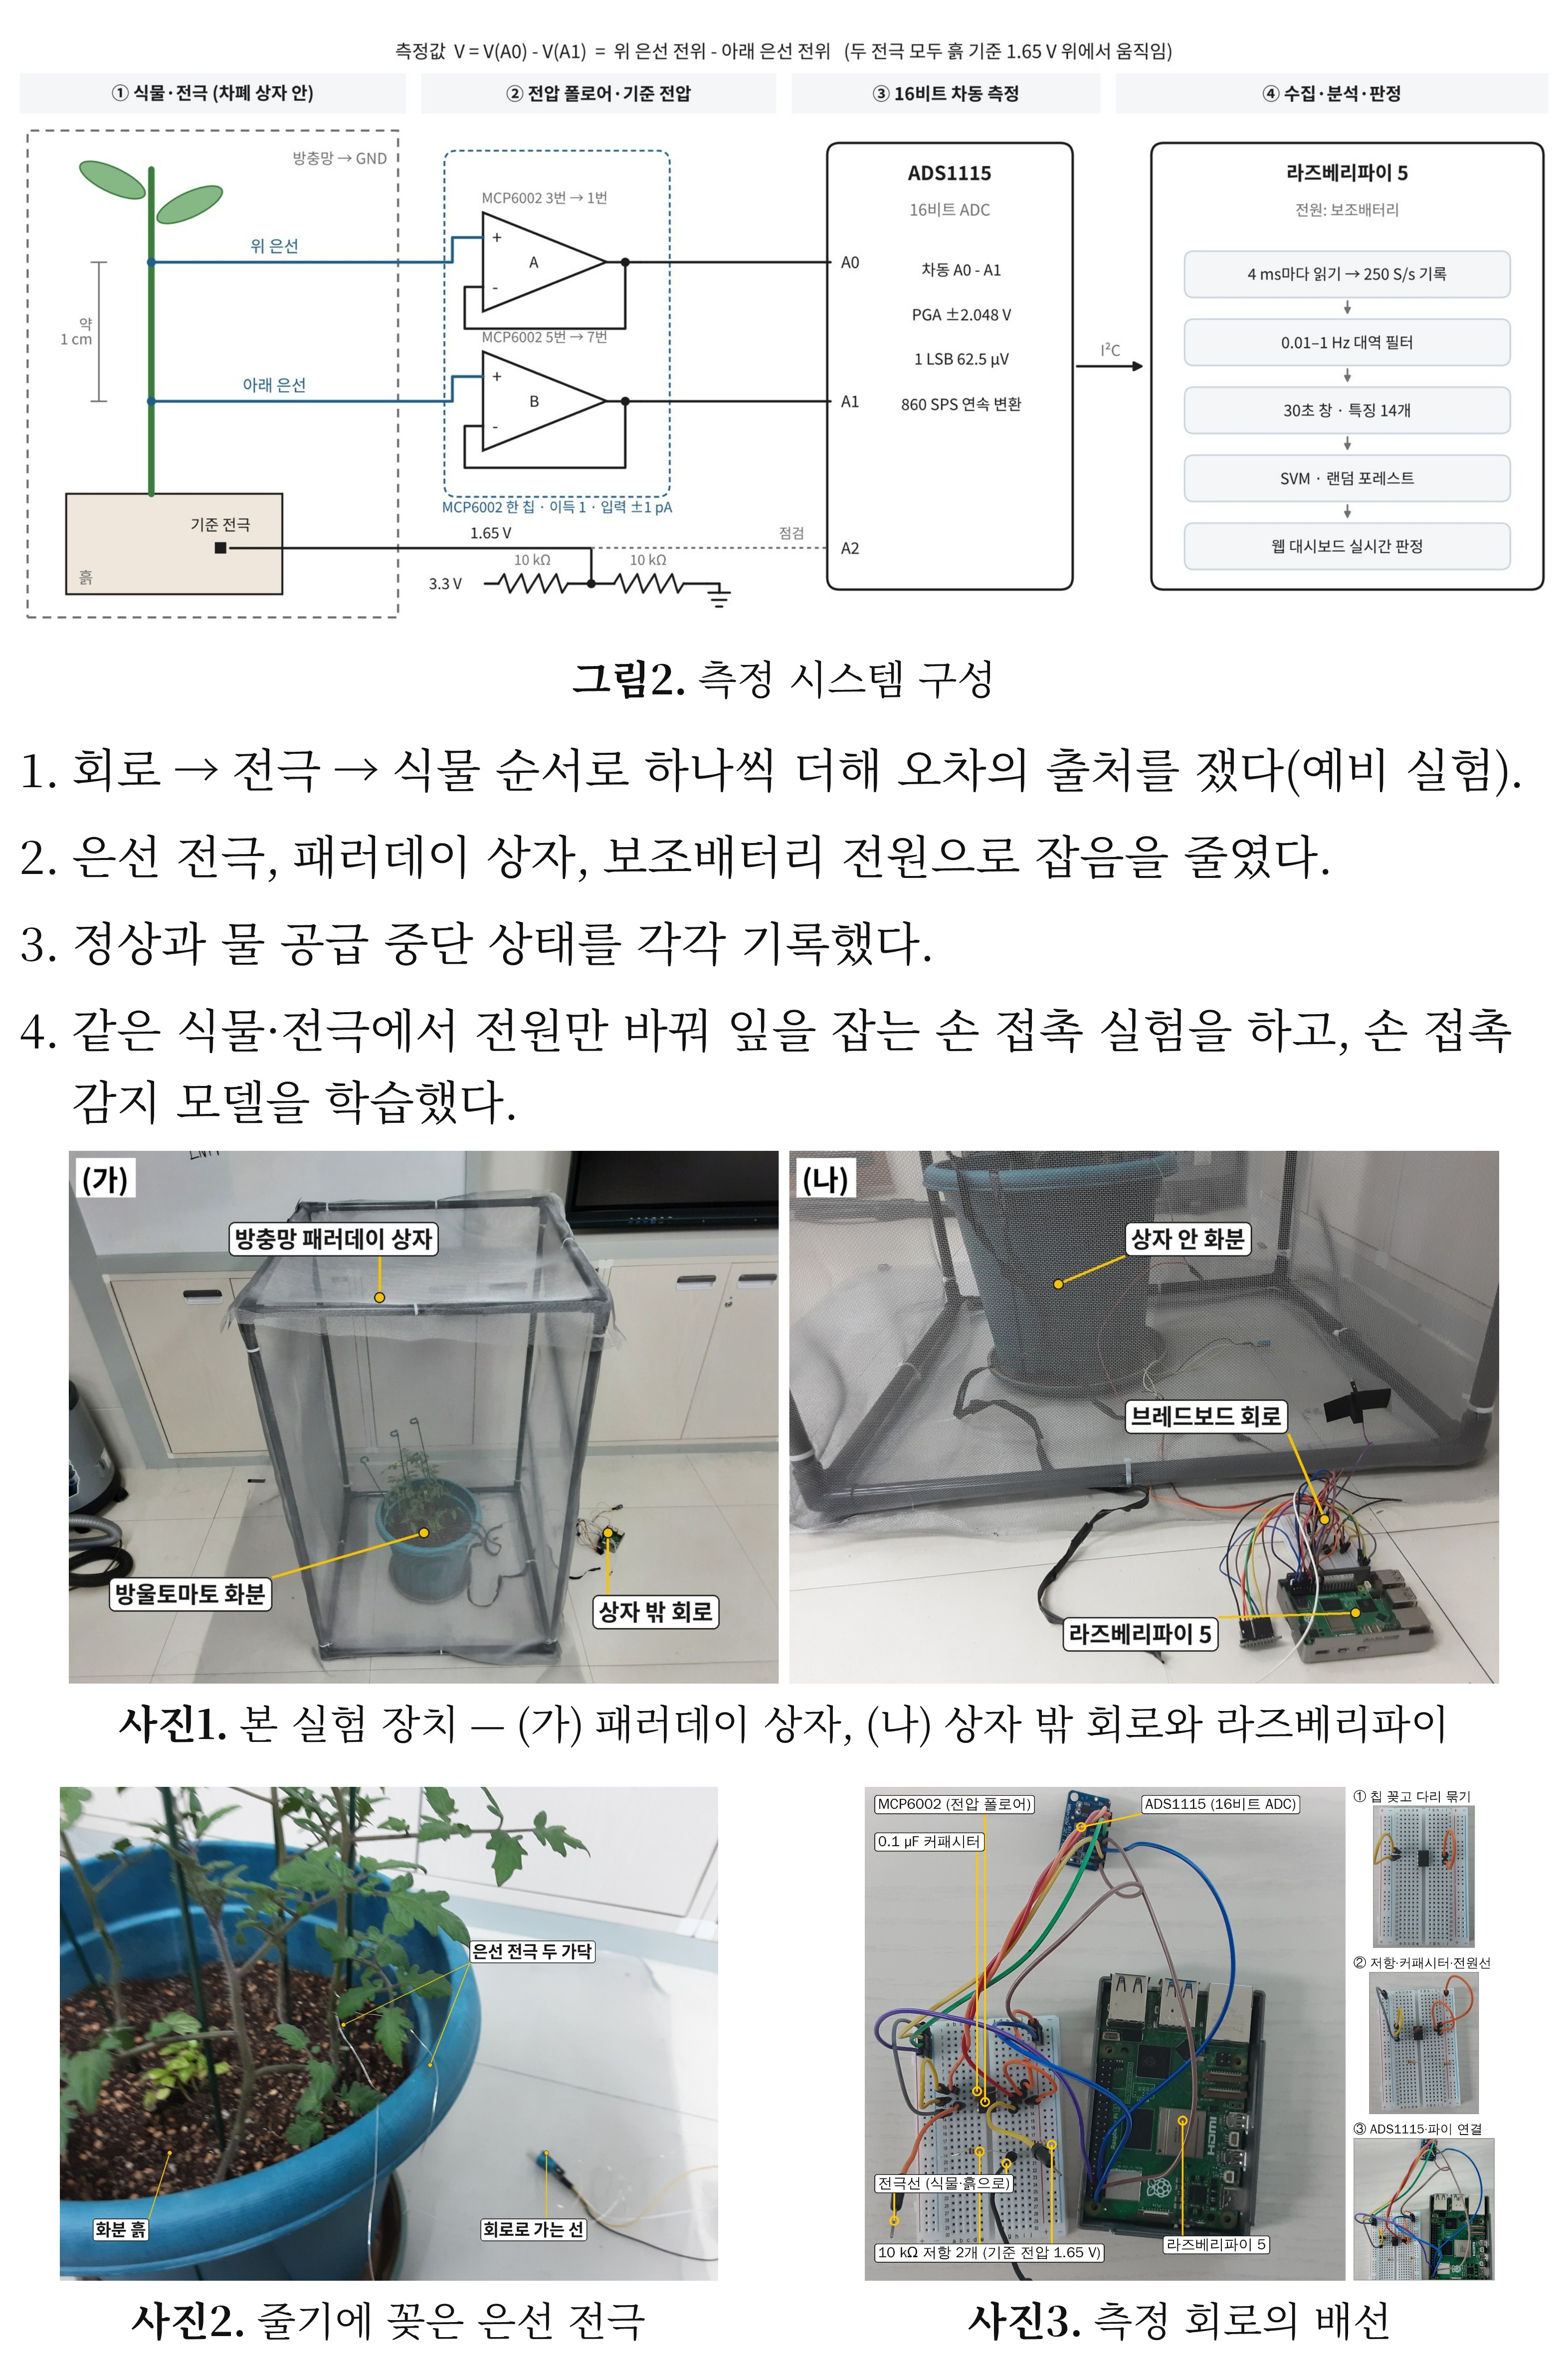 측정값 V = V(A0) - V(A1) = 위 은선 전위 - 아래 은선 전위 (두 전극 모두 흙 기준 1.65 V 위에서 움직임)
① 식물·전극 (차폐 상자 안)
② 전압 폴로어·기준 전압
③ 16비트 차동 측정
④ 수집·분석·판정
방충망 → GND
위 은선
약
1 cm
아래 은선
기준 전극
흙
MCP6002 3번 → 1번
+
A
-
MCP6002 5번 → 7번
+
B
-
MCP6002 한 칩 · 이득 1 · 입력 ±1 pA
1.65 V
점검
10 kΩ
10 kΩ
3.3 V
ADS1115
16비트 ADC
A0
차동 A0 - A1
PGA ±2.048 V
1 LSB 62.5 µV
A1
860 SPS 연속 변환
A2
I²C
라즈베리파이 5
전원: 보조배터리
4 ms마다 읽기 → 250 S/s 기록
0.01–1 Hz 대역 필터
30초 창 · 특징 14개
SVM · 랜덤 포레스트
웹 대시보드 실시간 판정
그림2. 측정 시스템 구성
1. 회로 → 전극 → 식물 순서로 하나씩 더해 오차의 출처를 쟀다(예비 실험).
2. 은선 전극, 패러데이 상자, 보조배터리 전원으로 잡음을 줄였다.
3. 정상과 물 공급 중단 상태를 각각 기록했다.
4. 같은 식물·전극에서 전원만 바꿔 잎을 잡는 손 접촉 실험을 하고, 손 접촉
감지 모델을 학습했다.
(가)
방충망 패러데이 상자
방울토마토 화분
상자 밖 회로
(나)
상자 안 화분
브레드보드 회로
라즈베리파이 5
사진1. 본 실험 장치 — (가) 패러데이 상자, (나) 상자 밖 회로와 라즈베리파이
은선 전극 두 가닥
화분 흙
회로로 가는 선
사진2. 줄기에 꽂은 은선 전극
MCP6002 (전압 폴로어)
ADS1115 (16비트 ADC)
0.1 µF 커패시터
전극선 (식물·흙으로)
10 kΩ 저항 2개 (기준 전압 1.65 V)
라즈베리파이 5
HDMI
① 칩 꽂고 다리 묶기
② 저항·커패시터·전원선
③ ADS1115·파이 연결
사진3. 측정 회로의 배선